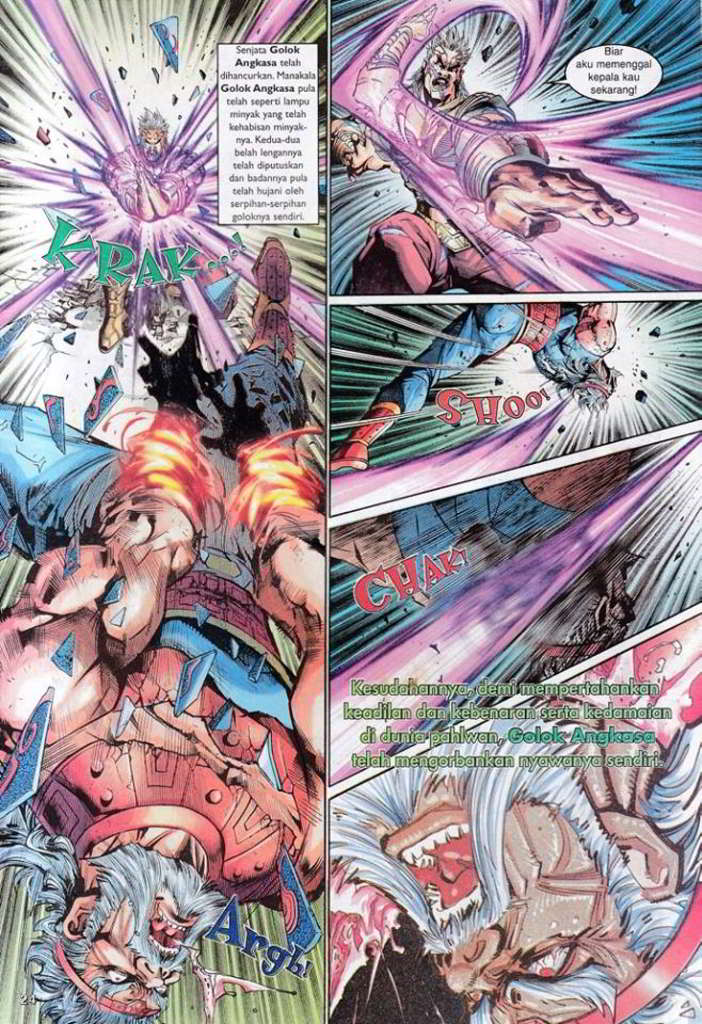 Senjata Golok
Angkasa telah
dihancurkan. Manakala
Golok Angkasa pula
telah seperti lampu
minyak yang telah
kehabisan minyak-
nya. Kedua-dua
belah lengannya
telah diputuskan
dan badannya pula
telah hujani oleh
serpihan-serpihan
goloknya sendiri.
KRAK...!
Argh!
24
Biar
aku memenggal
kepala kau
sekarang!
SHOO!
CHAK!
Kesudahannya, demi mempertahankan
keadilan dan kebenaran serta kedamaian
di dunia pahlwan, Golok Angkasa
telah mengorbankan nyawanya sendiri.